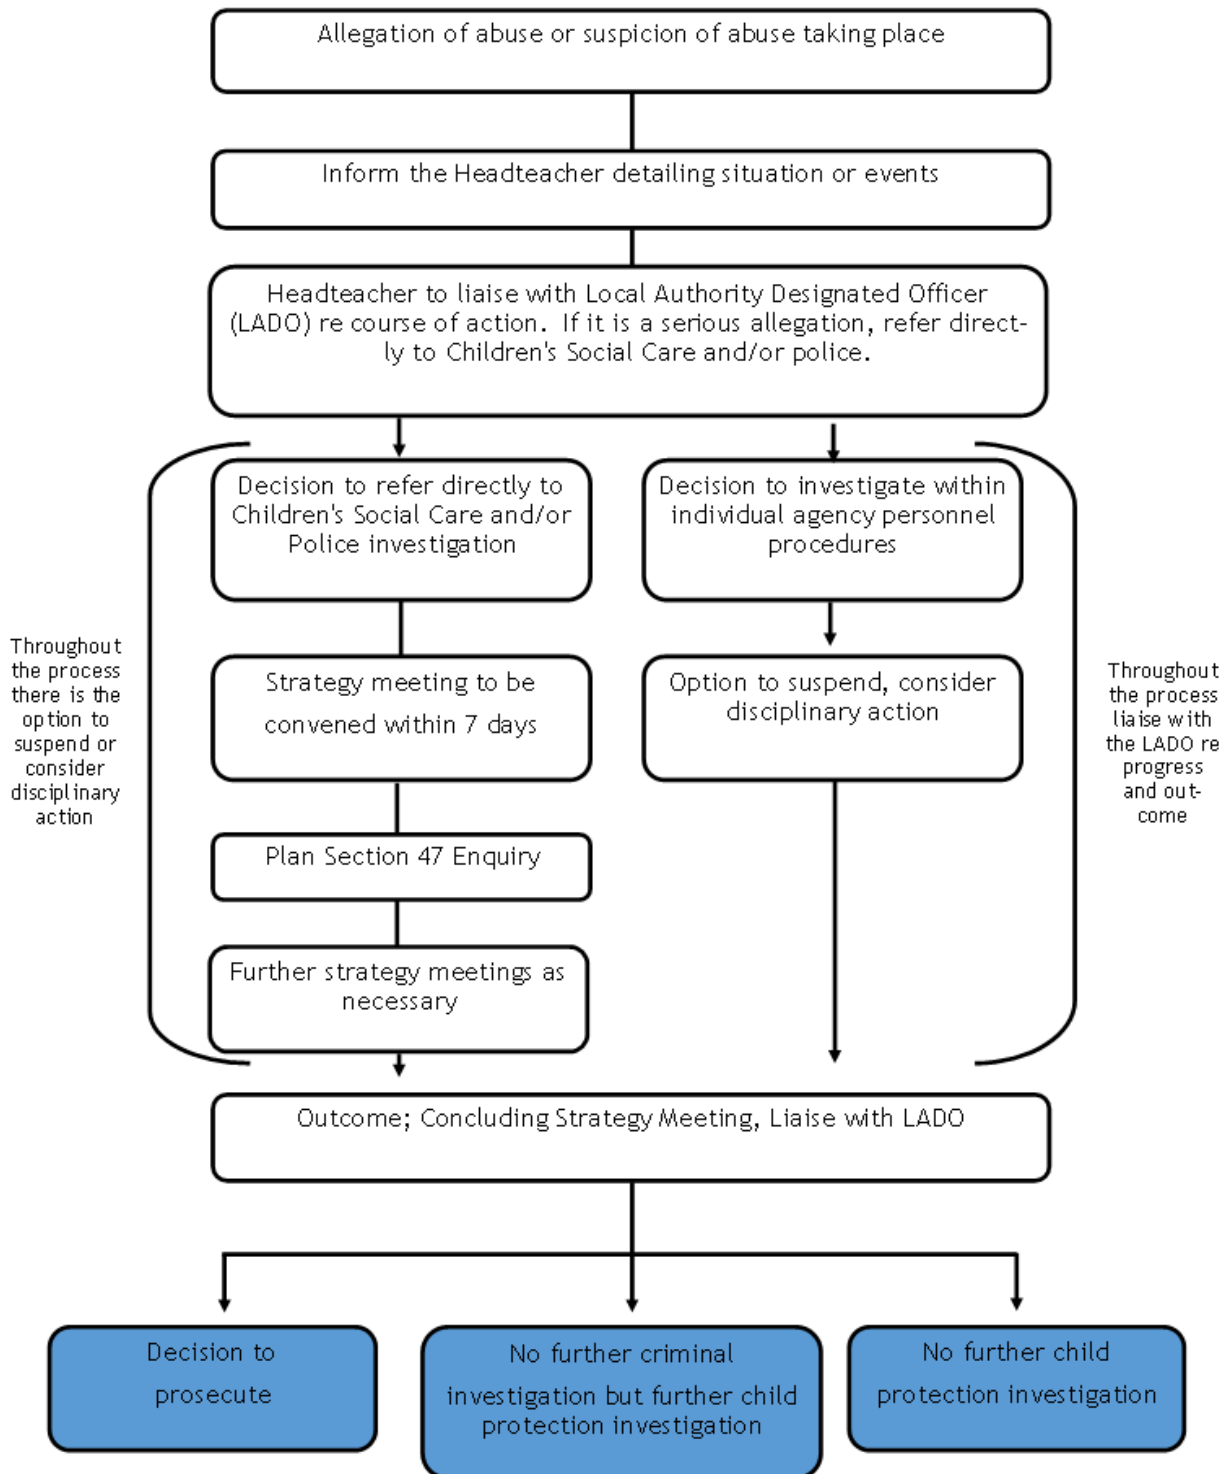 Allegation of abuse or suspicion of abuse taking place
Inform the Headteacher detailing situation or events
Headteacher to liaise with Local Authority Designated Officer
(LADO) re course of action.  If it is a serious allegation, refer direct-
ly to Children's Social Care and/or police.
Decision to refer directly to
Children's Social Care and/or
Police investigation
Decision to investigate within
individual agency personnel
procedures
Throughout
the process
there is the
option to
suspend or
consider
disciplinary
action
Strategy meeting to be
convened within 7 days
Option to suspend, consider
disciplinary action
Throughout
the process
liaise with
the LADO re
progress
and out-
come
Plan Section 47 Enquiry
Further strategy meetings as
necessary
Outcome; Concluding Strategy Meeting, Liaise with LADO
Decision to
prosecute
No further criminal
investigation but further child
protection investigation
No further child
protection investigation